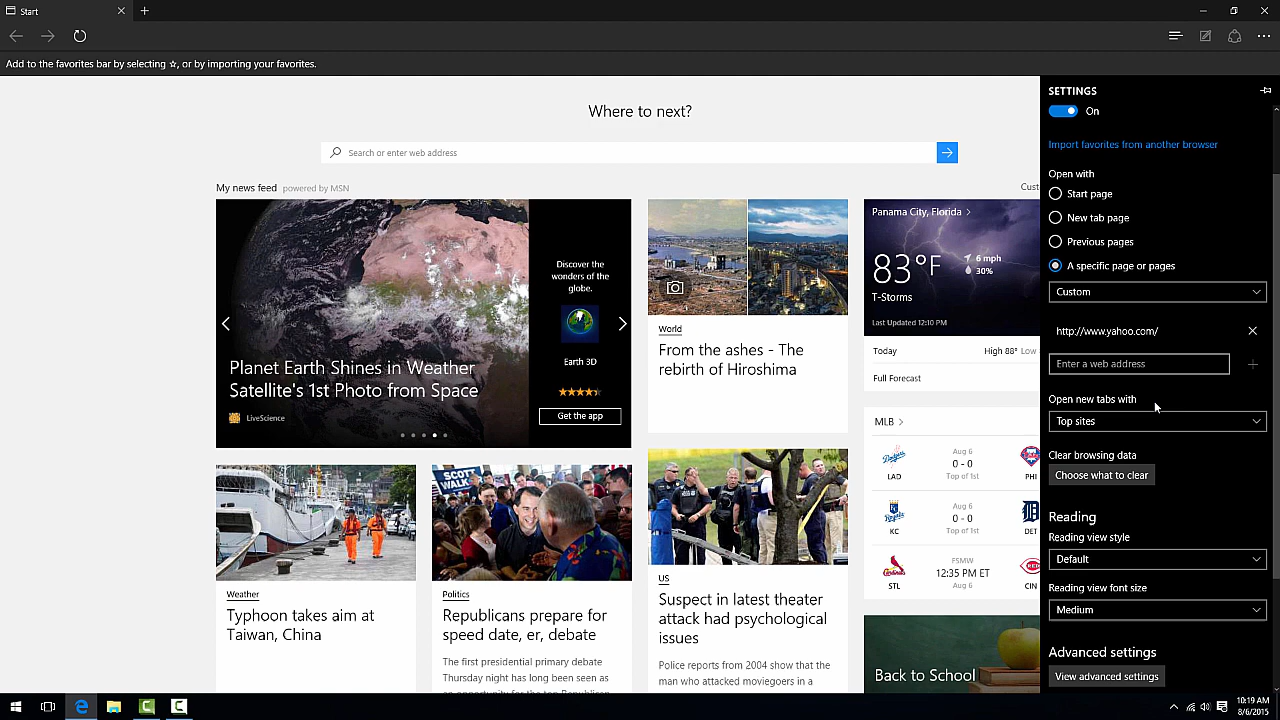 Start
Add to the favorites bar by selecting ☆, or by importing your favorites.
Where to next?
Search or enter web address
My news feed powered by MSN
Cust
Discover the
wonders of the
globe.
Earth 3D
Get the app
Planet Earth Shines in Weather
Satellite's 1st Photo from Space
LiveScience
World
From the ashes - The
rebirth of Hiroshima
Panama City, Florida
83°F
6 mph
30%
T-Storms
Last Updated 12:10 PM
Today High 88° Low
Full Forecast
MLB
LAD Aug 6 PHI
0 - 0
Top of 1st
KC Aug 6 DET
0 - 0
Top of 1st
STL FSMW CIN
12:35 PM ET
Aug 6
Weather
Typhoon takes aim at
Taiwan, China
SCOTT
WALK
Politics
Republicans prepare for
speed date, er, debate
The first presidential primary debate
Thursday night has long been seen as
US
Suspect in latest theater
attack had psychological
issues
Police reports from 2004 show that the
man who attacked moviegoers in a
Back to School
SETTINGS
On
Import favorites from another browser
Open with
Start page
New tab page
Previous pages
A specific page or pages
Custom
http://www.yahoo.com/
Enter a web address
Open new tabs with
Top sites
Clear browsing data
Choose what to clear
Reading
Reading view style
Default
Reading view font size
Medium
Advanced settings
View advanced settings
10:19 AM
8/6/2015